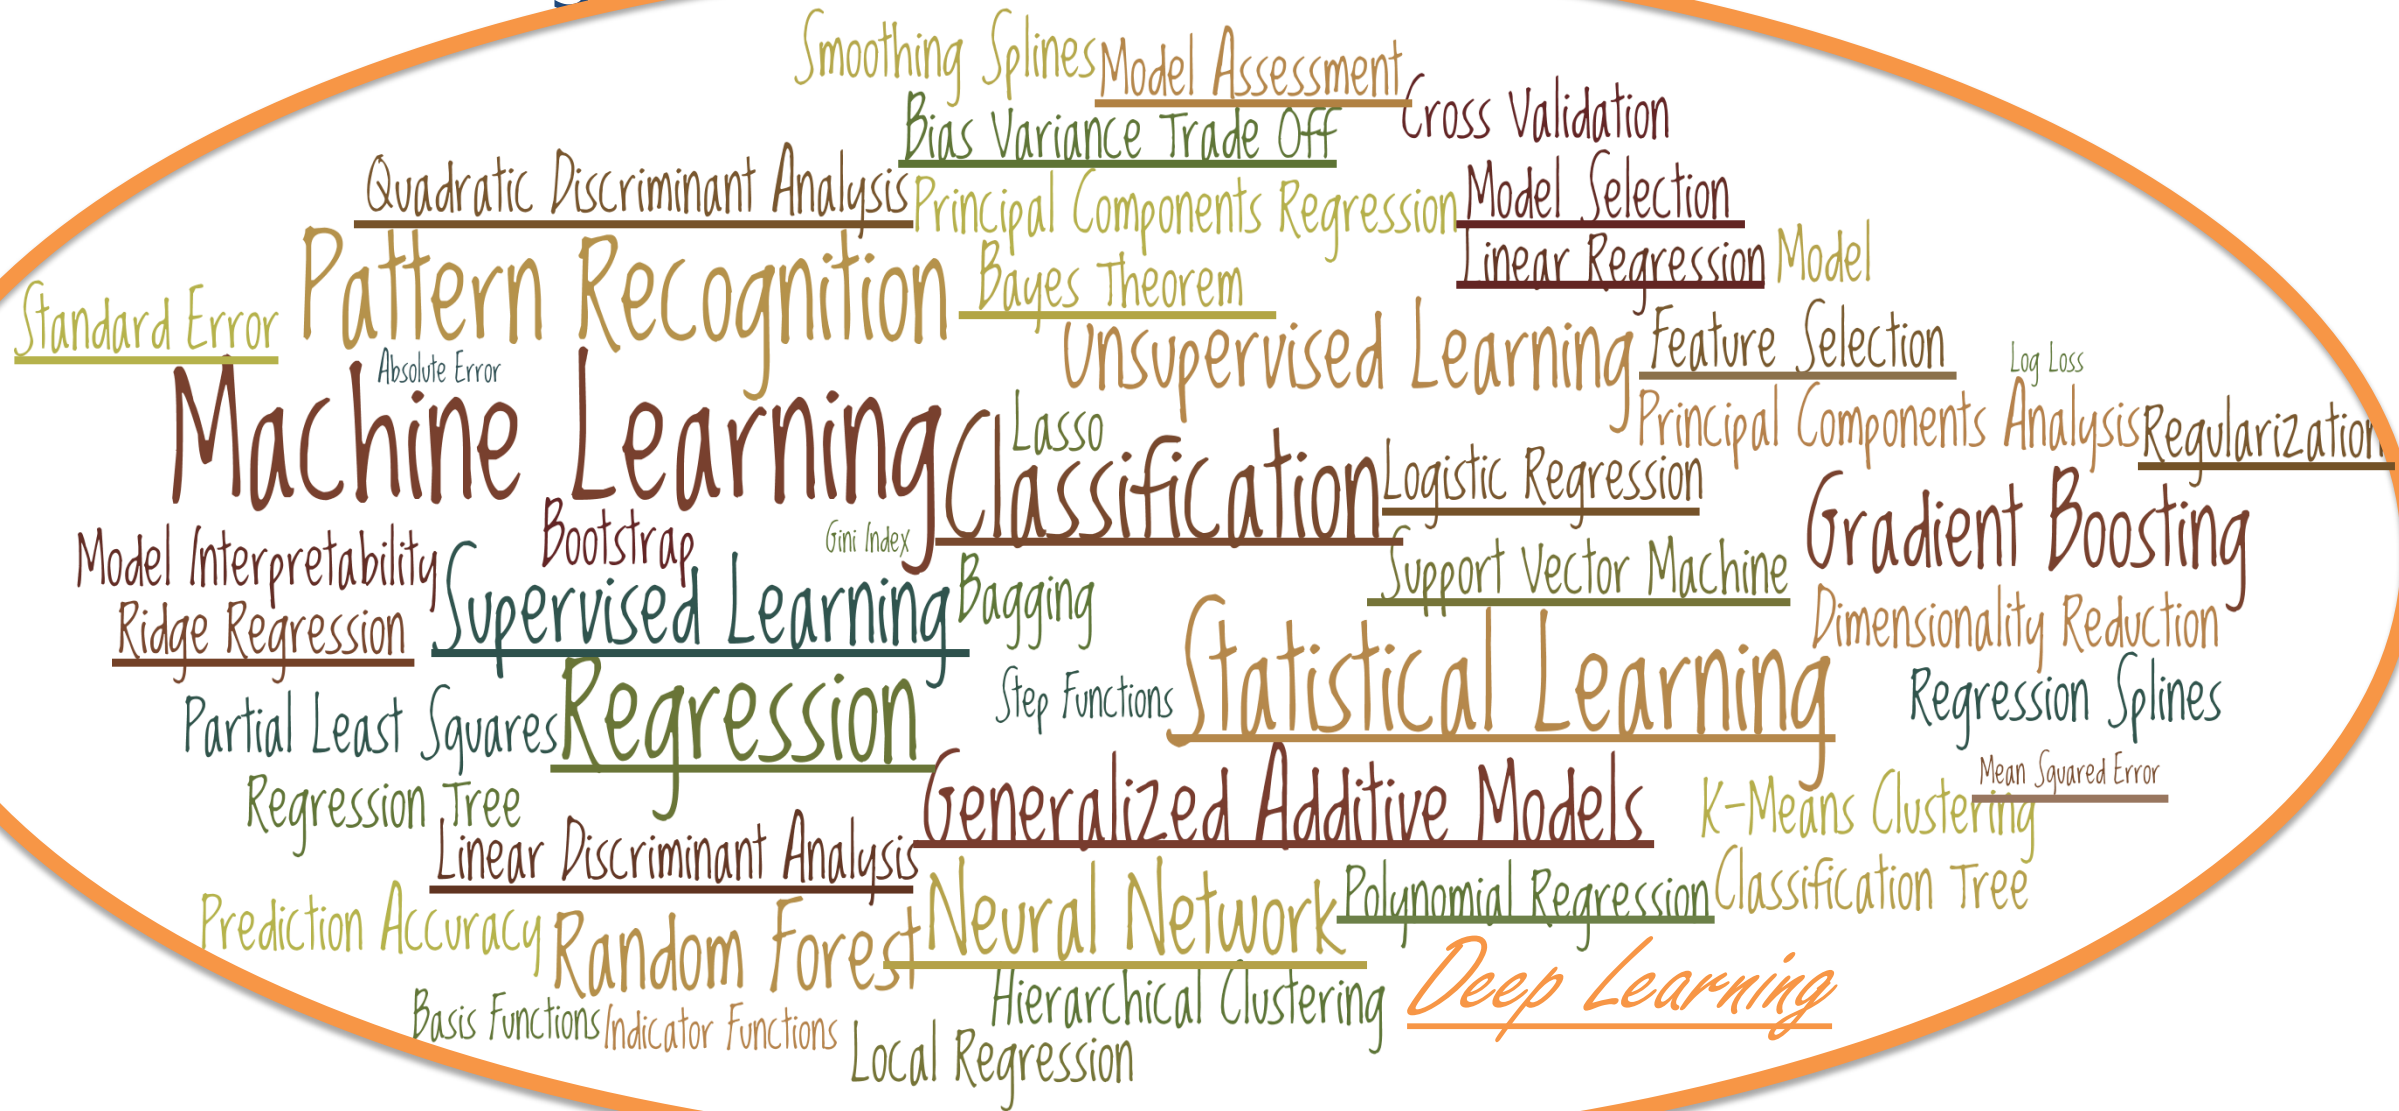 Smoothing Splines
Model Assessment
Bias Variance Trade Off
Cross Validation
Quadratic Discriminant Analysis
Principal Components Regression
Model Selection
Linear Regression
Model
Pattern Recognition
Bayes Theorem
Standard Error
Unsupervised Learning
Feature Selection
Log Loss
Absolute Error
Machine Learning
Lasso
Principal Components Analysis
Regularization
Classification
Logistic Regression
Gradient Boosting
Model Interpretability
Bootstrap
Gini Index
Support Vector Machine
Ridge Regression
Supervised Learning
Bagging
Dimensionality Reduction
Statistical Learning
Partial Least Squares
Regression
Step Functions
Regression Splines
Mean Squared Error
Regression Tree
Generalized Additive Models
K-Means Clustering
Linear Discriminant Analysis
Classification Tree
Prediction Accuracy
Random Forest
Neural Network
Polynomial Regression
Deep Learning
Hierarchical Clustering
Basis Functions
Indicator Functions
Local Regression